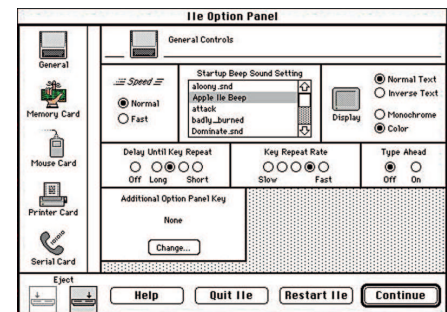 IIe Option Panel
General
Memory Card
Mouse Card
Printer Card
Serial Card
General Controls
Speed
Normal
Fast
Startup Beep Sound Setting
aloony.snd
Apple IIe Beep
attack
badly_burned
Dominate.snd
Display
Normal Text
Inverse Text
Monochrome
Color
Delay Until Key Repeat
Off Long Short
Key Repeat Rate
Slow Fast
Type Ahead
Off On
Additional Option Panel Key
None
Change...
Eject
Help
Quit IIe
Restart IIe
Continue